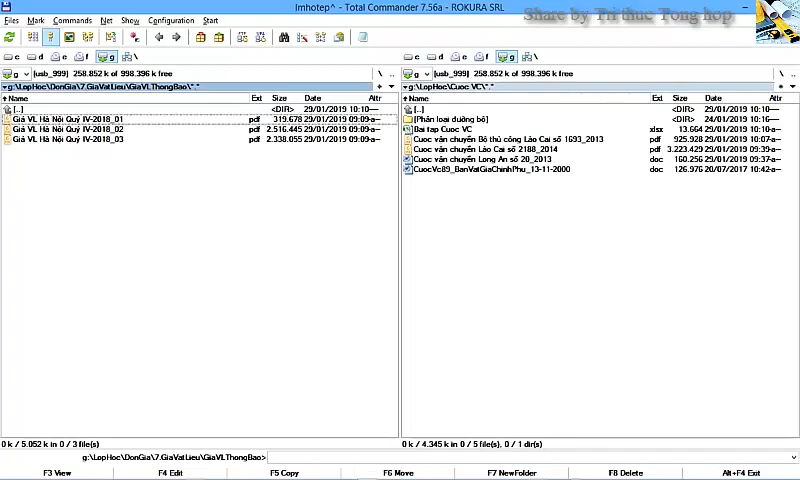 Imhotep^ - Total Commander 7.56a - ROKURA SRL
Share by Tri thuc Tong hop
Files Mark Commands Net Show Configuration Start
c d e f g \
c d e f g \
g [usb_999] 258.852 k of 998.396 k free \ ..
g [usb_999] 258.852 k of 998.396 k free \ ..
g:\LopHoc\DonGia\7.GiaVatLieu\GiaVLThongBao\*.*
g:\LopHoc\Cuoc VC\*.*
Name Ext Size Date Attr
[..] <DIR> 29/01/2019 10:10----
Giá VL Hà Nội Quý IV-2018_01 pdf 319.678 29/01/2019 09:09-a--
Giá VL Hà Nội Quý IV-2018_02 pdf 2.516.445 29/01/2019 09:09-a--
Giá VL Hà Nội Quý IV-2018_03 pdf 2.338.055 29/01/2019 09:09-a--
Name Ext Size Date Attr
[..] <DIR> 29/01/2019 10:10----
[Phân loại đường bộ] <DIR> 24/01/2019 10:16----
Bai tap Cuoc VC xlsx 13.664 29/01/2019 10:10-a--
Cước vận chuyển Bộ thủ công Lào Cai số 1693_2013 pdf 925.928 29/01/2019 10:07-a--
Cước vận chuyển Lào Cai số 2188_2014 pdf 3.223.429 29/01/2019 09:39-a--
Cước vận chuyển Long An số 20_2013 doc 160.256 29/01/2019 09:37-a--
CuocVc89_BanVatGiaChinhPhu_13-11-2000 doc 126.976 20/07/2017 10:42-a--
0 k / 5.052 k in 0 / 3 file(s)
0 k / 4.345 k in 0 / 5 file(s), 0 / 1 dir(s)
g:\LopHoc\DonGia\7.GiaVatLieu\GiaVLThongBao>
F3 View F4 Edit F5 Copy F6 Move F7 NewFolder F8 Delete Alt+F4 Exit